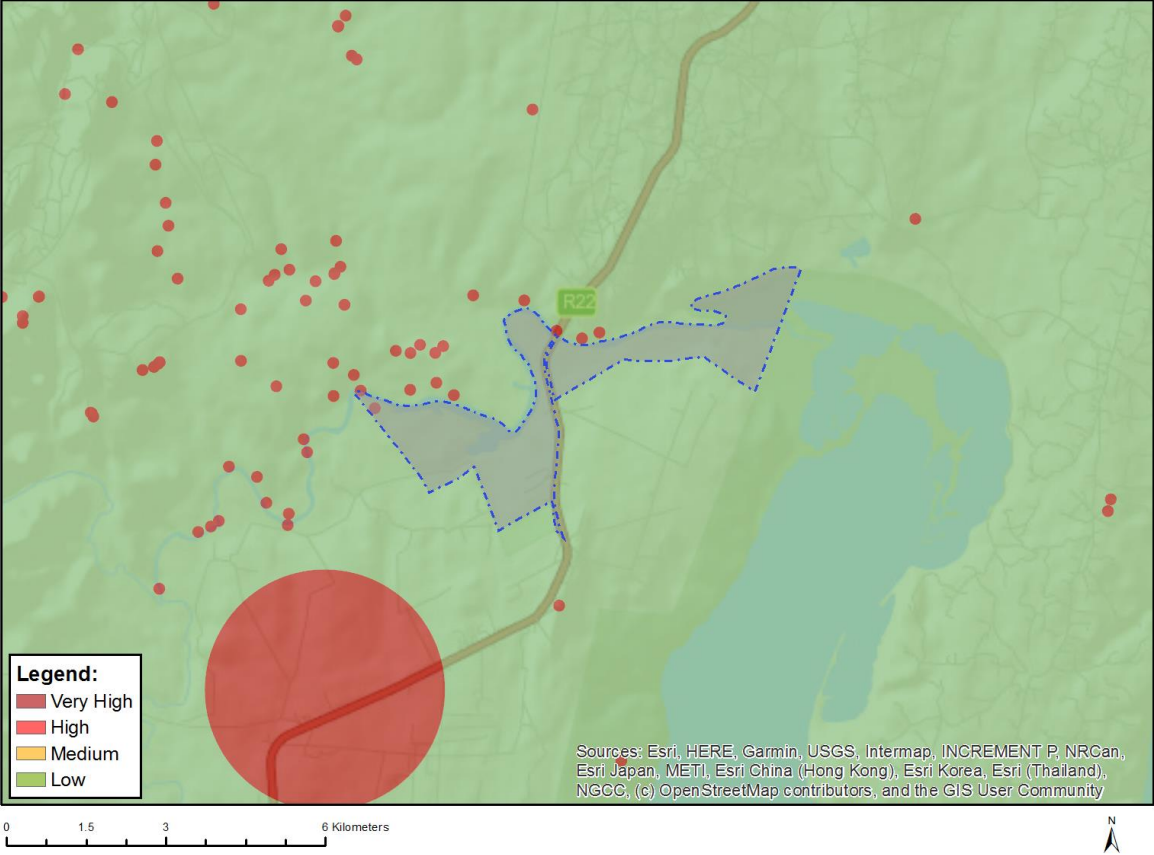 R22
Legend:
Very High
High
Medium
Low
Sources: Esri, HERE, Garmin, USGS, Intermap, INCREMENT P, NRCan,
Esri Japan, METI, Esri China (Hong Kong), Esri Korea, Esri (Thailand),
NGCC, (c) OpenStreetMap contributors, and the GIS User Community
0 1.5 3 6 Kilometers
N